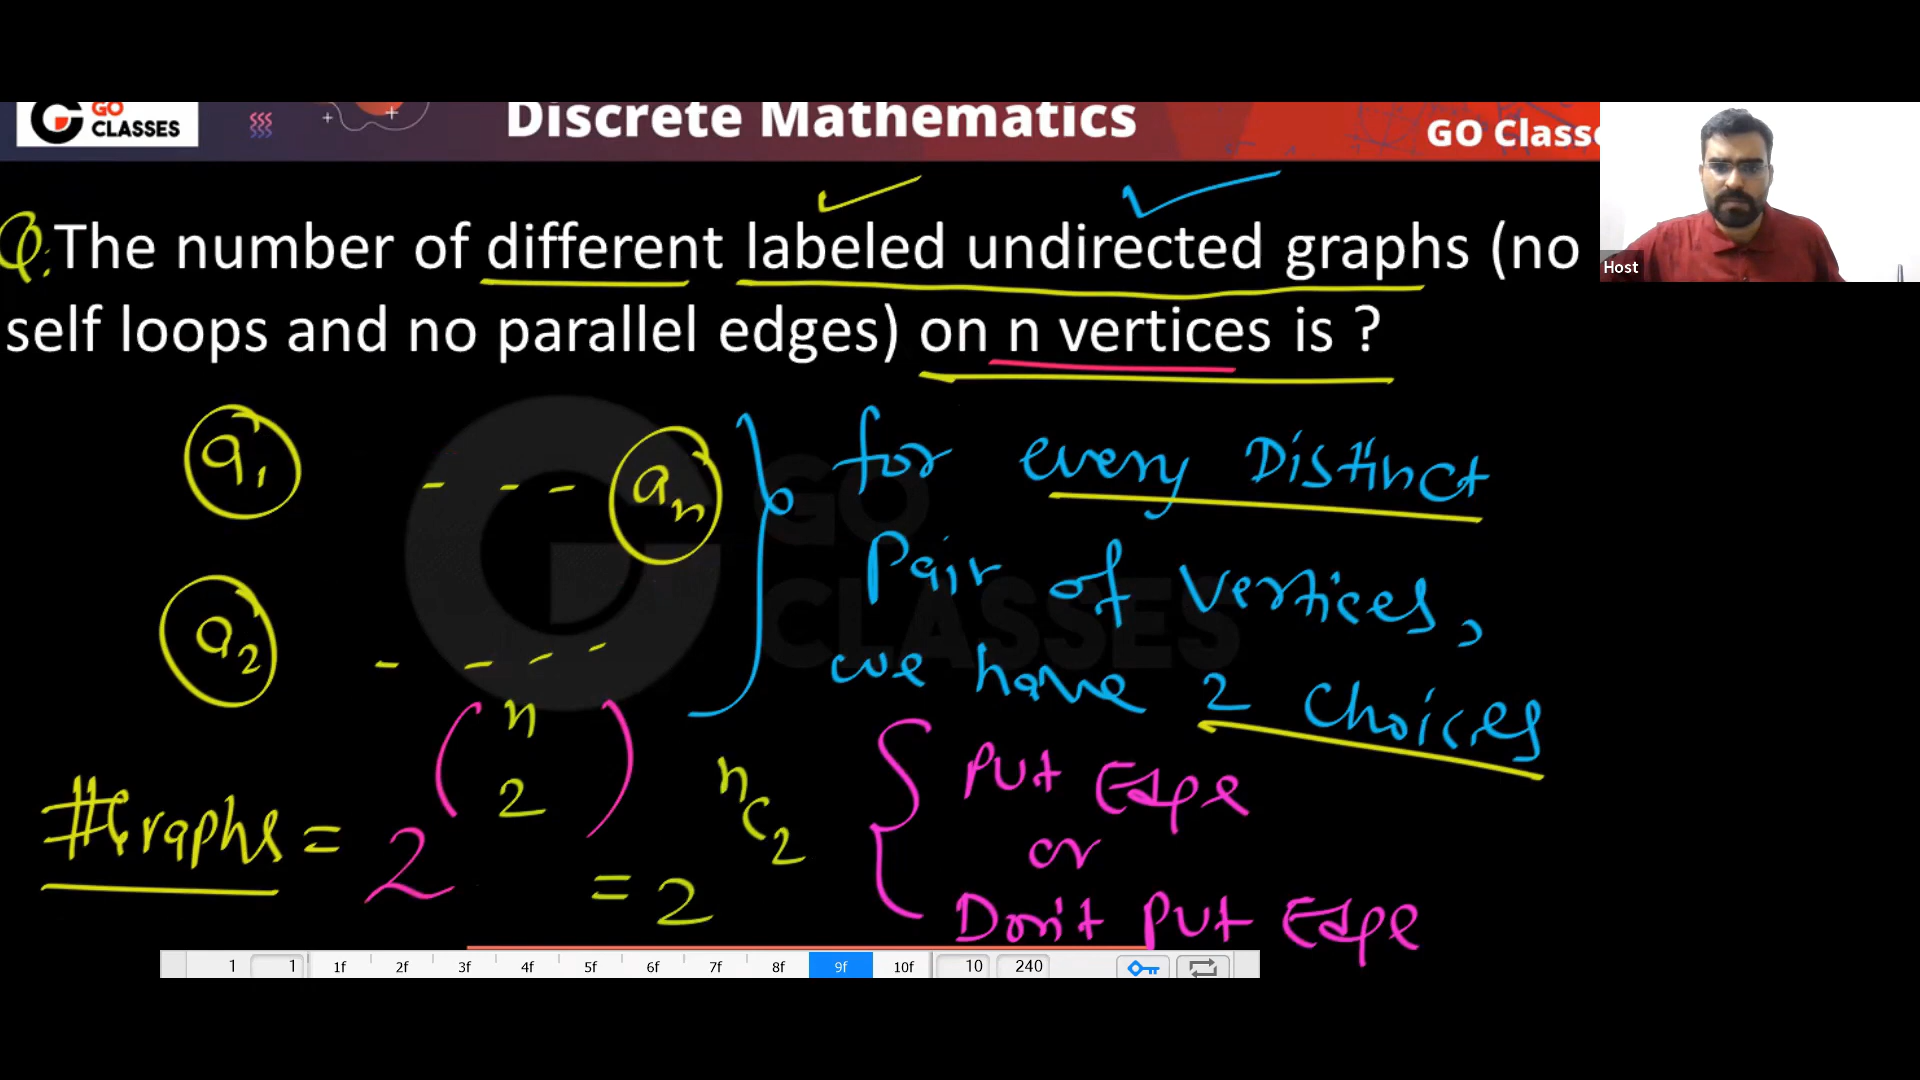 GO CLASSES
Discrete Mathematics
GO Classe
Host
Q. The number of different labeled undirected graphs (no
self loops and no parallel edges) on n vertices is ?
a₁ - - - aₙ
a₂ - - - -
for every Distinct
Pair of vertices,
we have 2 choices
Put Edge
or
Don't Put Edge
#Graphs = 2^(n 2) = 2^nC₂
GO
CLASSES
1 1 1f 2f 3f 4f 5f 6f 7f 8f 9f 10f 10 240